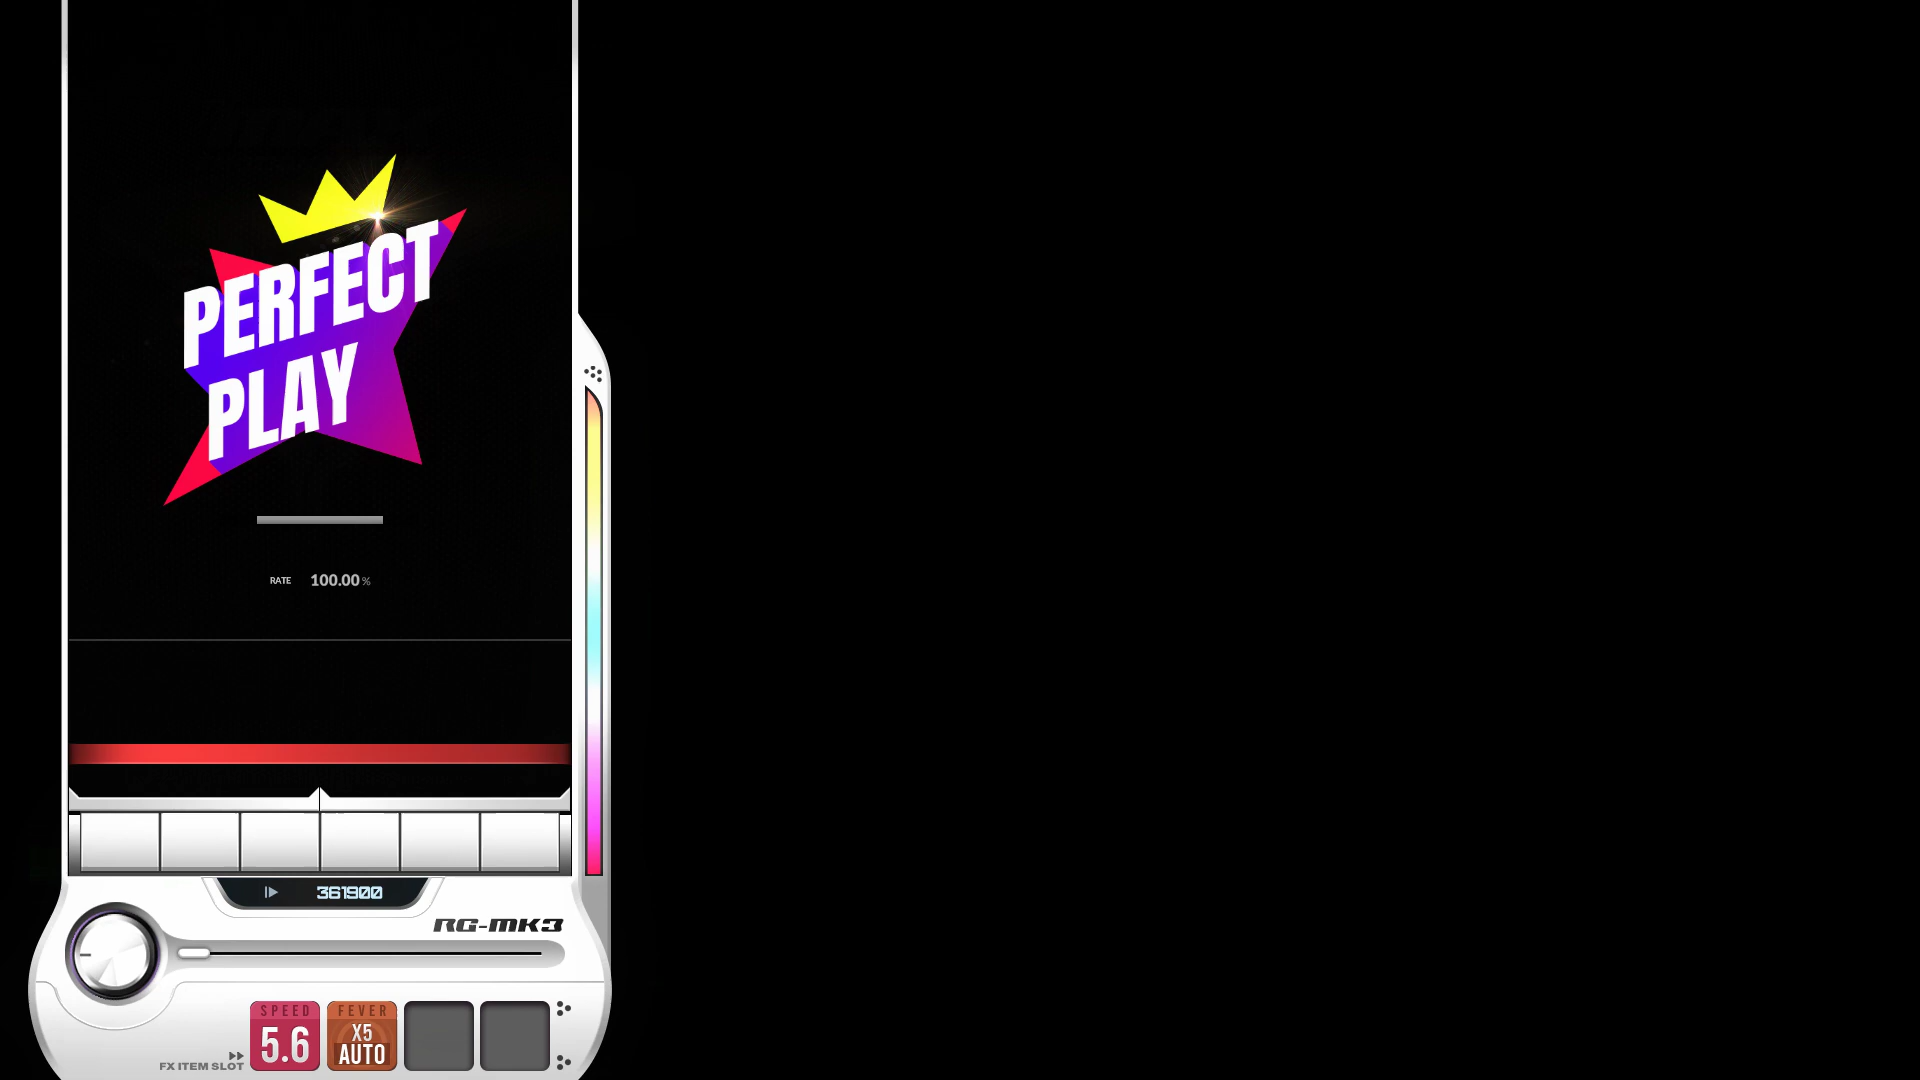 PERFECT
PLAY
RATE 100.00 %
361900
RG-MK3
SPEED
5.6
FEVER
X5
AUTO
FX ITEM SLOT